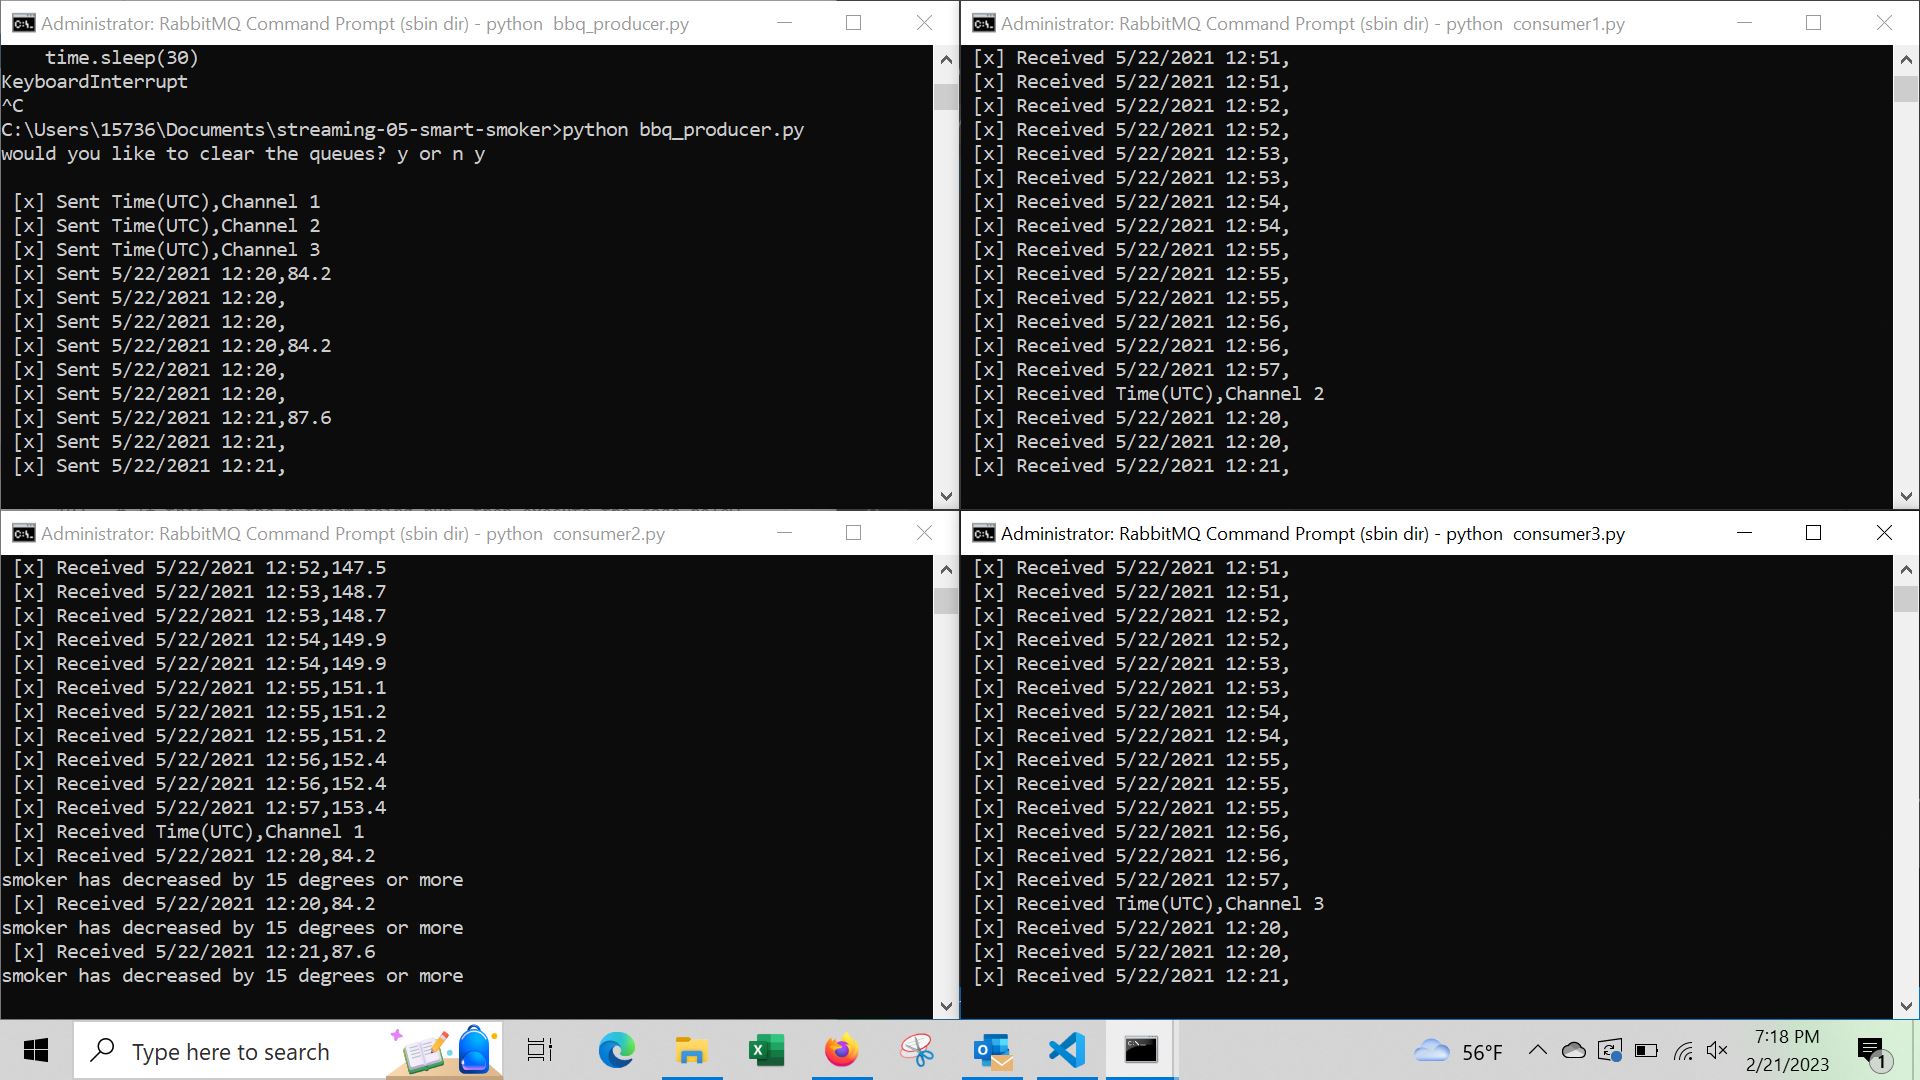 Administrator: RabbitMQ Command Prompt (sbin dir) - python  bbq_producer.py
    time.sleep(30)
KeyboardInterrupt
^C
C:\Users\15736\Documents\streaming-05-smart-smoker>python bbq_producer.py
would you like to clear the queues? y or n y
[x] Sent Time(UTC),Channel 1
[x] Sent Time(UTC),Channel 2
[x] Sent Time(UTC),Channel 3
[x] Sent 5/22/2021 12:20,84.2
[x] Sent 5/22/2021 12:20,
[x] Sent 5/22/2021 12:20,
[x] Sent 5/22/2021 12:20,84.2
[x] Sent 5/22/2021 12:20,
[x] Sent 5/22/2021 12:20,
[x] Sent 5/22/2021 12:21,87.6
[x] Sent 5/22/2021 12:21,
[x] Sent 5/22/2021 12:21,
Administrator: RabbitMQ Command Prompt (sbin dir) - python  consumer1.py
[x] Received 5/22/2021 12:51,
[x] Received 5/22/2021 12:51,
[x] Received 5/22/2021 12:52,
[x] Received 5/22/2021 12:52,
[x] Received 5/22/2021 12:53,
[x] Received 5/22/2021 12:53,
[x] Received 5/22/2021 12:54,
[x] Received 5/22/2021 12:54,
[x] Received 5/22/2021 12:55,
[x] Received 5/22/2021 12:55,
[x] Received 5/22/2021 12:55,
[x] Received 5/22/2021 12:56,
[x] Received 5/22/2021 12:56,
[x] Received 5/22/2021 12:57,
[x] Received Time(UTC),Channel 2
[x] Received 5/22/2021 12:20,
[x] Received 5/22/2021 12:20,
[x] Received 5/22/2021 12:21,
Administrator: RabbitMQ Command Prompt (sbin dir) - python  consumer2.py
[x] Received 5/22/2021 12:52,147.5
[x] Received 5/22/2021 12:53,148.7
[x] Received 5/22/2021 12:53,148.7
[x] Received 5/22/2021 12:54,149.9
[x] Received 5/22/2021 12:54,149.9
[x] Received 5/22/2021 12:55,151.1
[x] Received 5/22/2021 12:55,151.2
[x] Received 5/22/2021 12:55,151.2
[x] Received 5/22/2021 12:56,152.4
[x] Received 5/22/2021 12:56,152.4
[x] Received 5/22/2021 12:57,153.4
[x] Received Time(UTC),Channel 1
[x] Received 5/22/2021 12:20,84.2
smoker has decreased by 15 degrees or more
[x] Received 5/22/2021 12:20,84.2
smoker has decreased by 15 degrees or more
[x] Received 5/22/2021 12:21,87.6
smoker has decreased by 15 degrees or more
Administrator: RabbitMQ Command Prompt (sbin dir) - python  consumer3.py
[x] Received 5/22/2021 12:51,
[x] Received 5/22/2021 12:51,
[x] Received 5/22/2021 12:52,
[x] Received 5/22/2021 12:52,
[x] Received 5/22/2021 12:53,
[x] Received 5/22/2021 12:53,
[x] Received 5/22/2021 12:54,
[x] Received 5/22/2021 12:54,
[x] Received 5/22/2021 12:55,
[x] Received 5/22/2021 12:55,
[x] Received 5/22/2021 12:55,
[x] Received 5/22/2021 12:56,
[x] Received 5/22/2021 12:56,
[x] Received 5/22/2021 12:57,
[x] Received Time(UTC),Channel 3
[x] Received 5/22/2021 12:20,
[x] Received 5/22/2021 12:20,
[x] Received 5/22/2021 12:21,
Type here to search
56°F
7:18 PM
2/21/2023
1